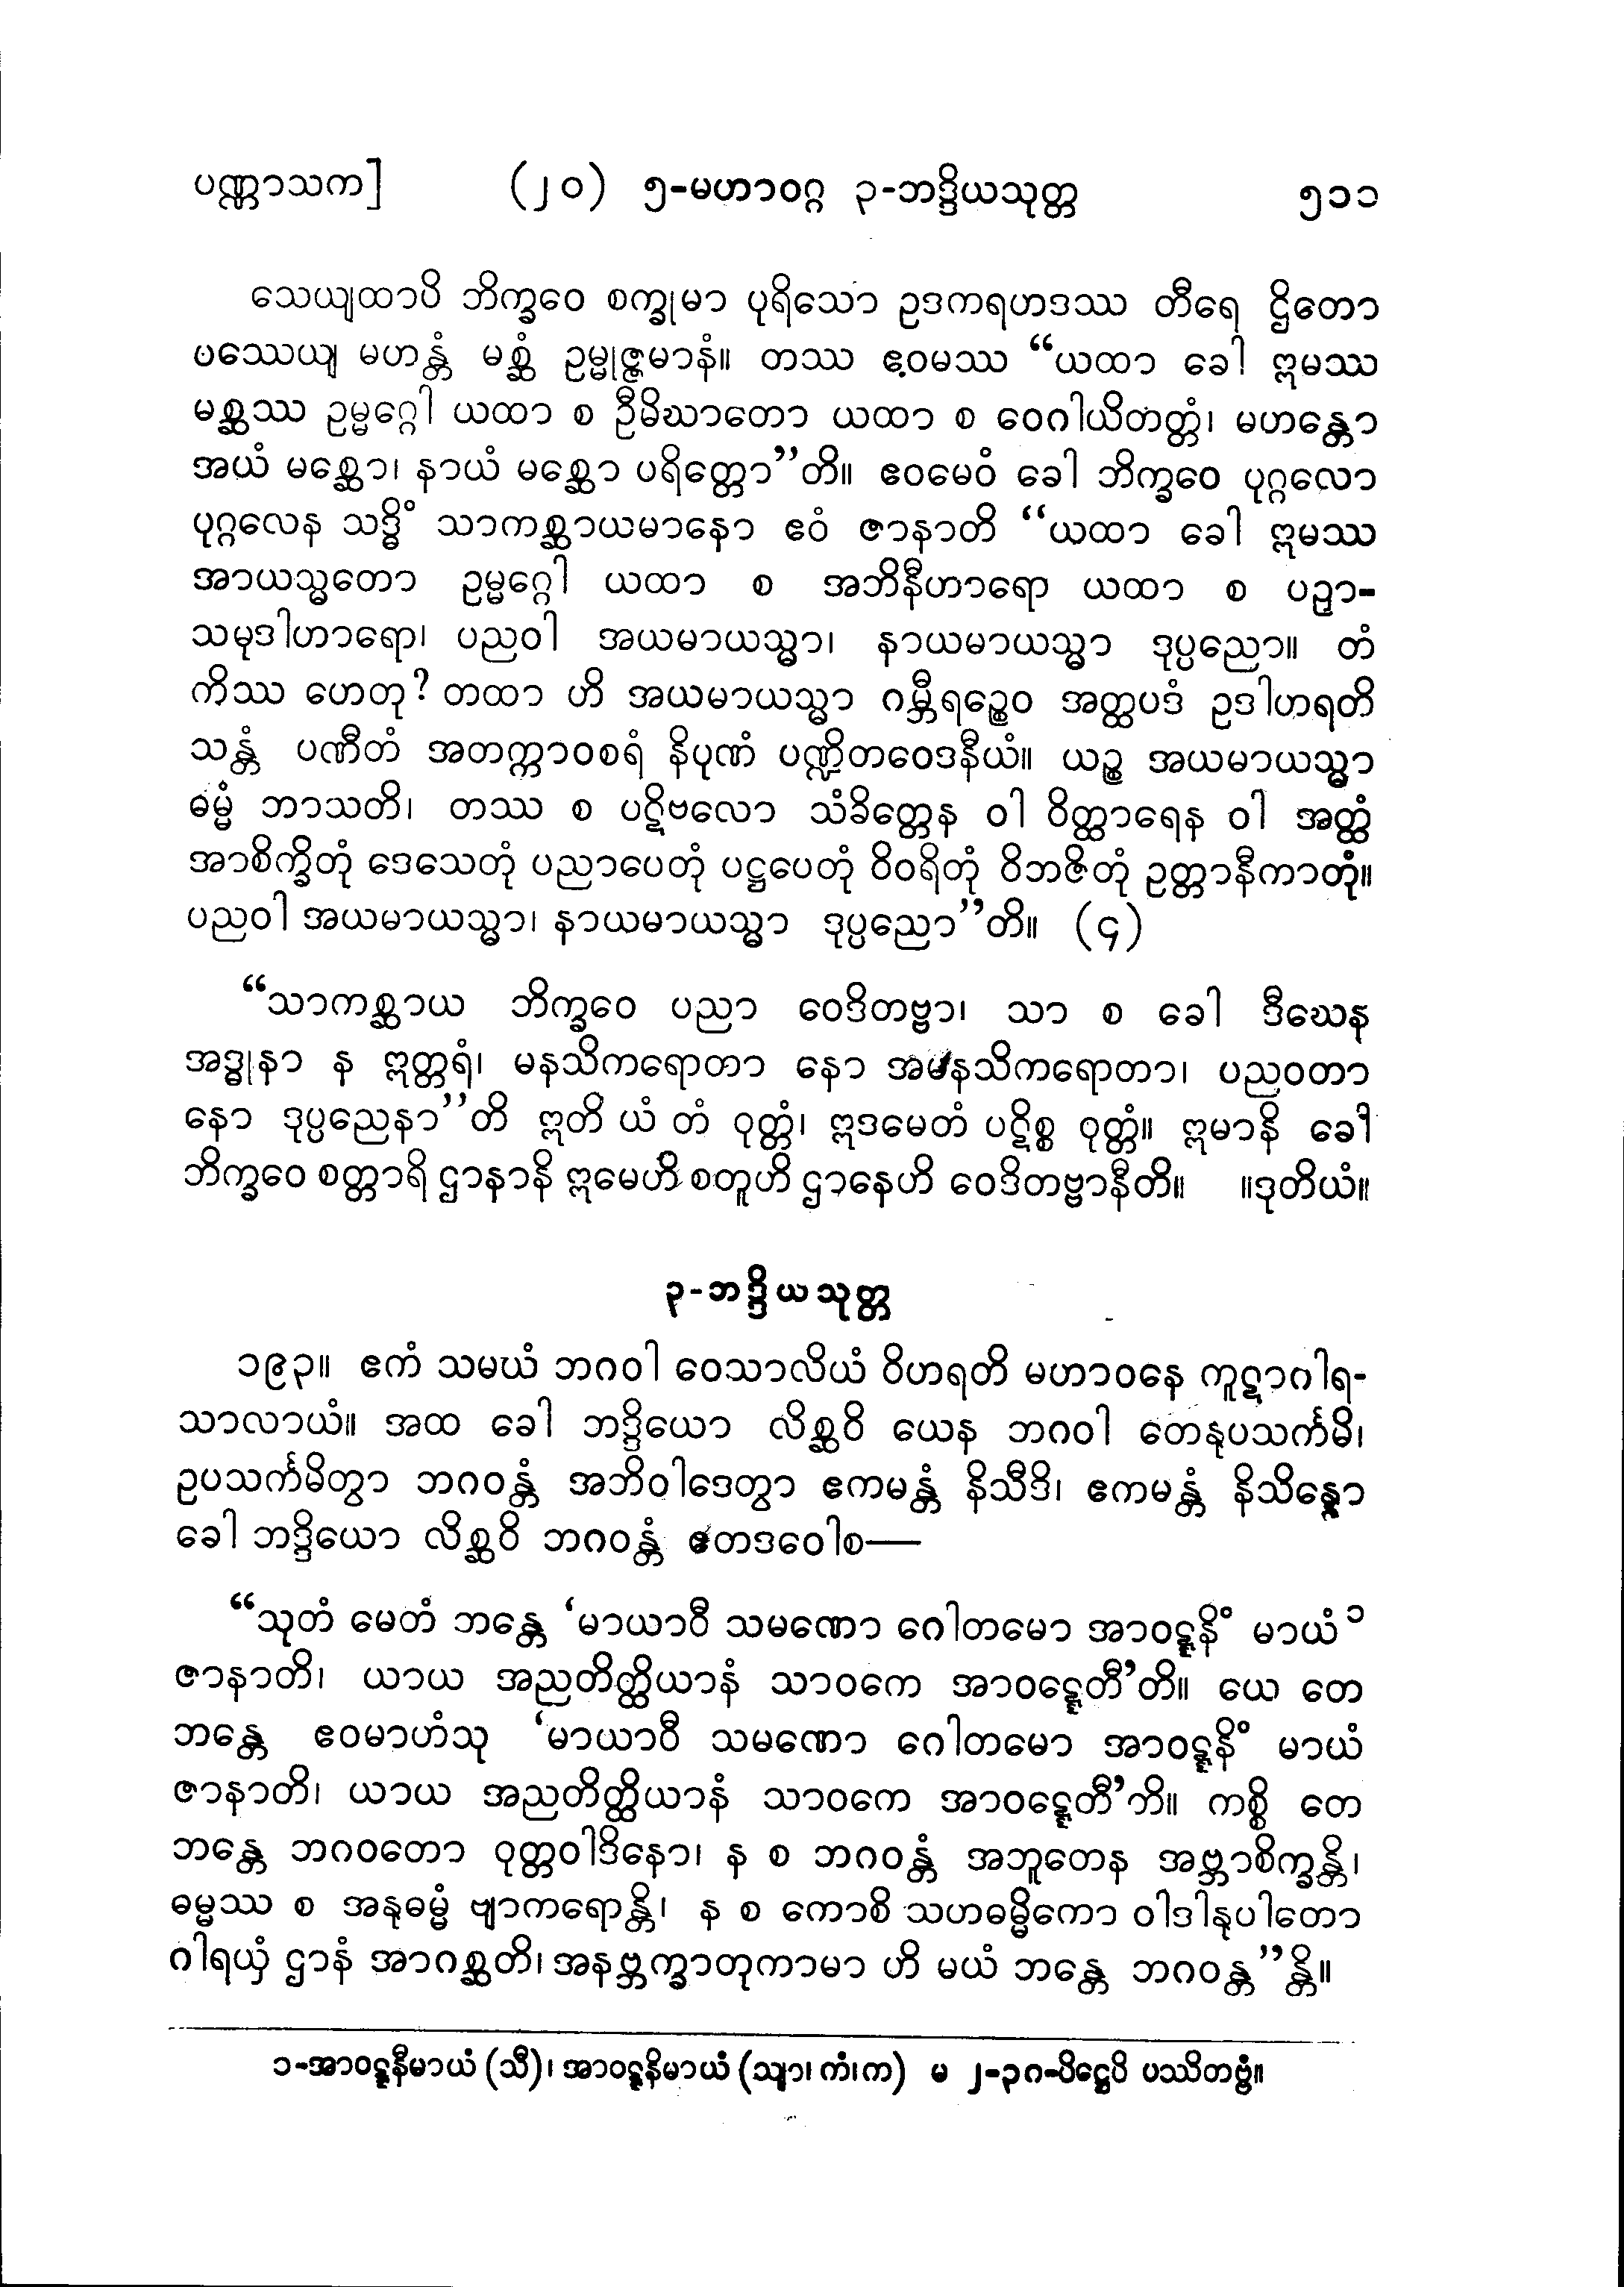 ပဏ္ဏာသက] (၂၀) ၅-မဟာဝဂ္ဂ ၃-ဘဒ္ဒိယသုတ္တ ၅၁၁
သေယျထာပိ ဘိက္ခဝေ စက္ခုမာ ပုရိသော ဥဒကရဟဒဿ တီရေ ဌိတော
ပဿေယျ မဟန္တံ မစ္ဆံ ဥမ္မုဇ္ဇမာနံ။ တဿ ဧဝမဿ “ယထာ ခေါ ဣမဿ
မစ္ဆဿ ဥမ္မဂ္ဂေါ ယထာ စ ဦမိဃာတော ယထာ စ ဝေဂါယိတတ္တံ၊ မဟန္တော
အယံ မစ္ဆော၊ နာယံ မစ္ဆော ပရိတ္တော”တိ။ ဧဝမေဝံ ခေါ ဘိက္ခဝေ ပုဂ္ဂလော
ပုဂ္ဂလေန သဒ္ဓိံ သာကစ္ဆာယမာနော ဧဝံ ဇာနာတိ “ယထာ ခေါ ဣမဿ
အာယသ္မတော ဥမ္မဂ္ဂေါ ယထာ စ အဘိနီဟာရော ယထာ စ ပဉှာ-
သမုဒါဟာရော၊ ပညဝါ အယမာယသ္မာ၊ နာယမာယသ္မာ ဒုပ္ပညော။ တံ
ကိဿ ဟေတု? တထာ ဟိ အယမာယသ္မာ ဂမ္ဘီရဉ္စေဝ အတ္ထပဒံ ဥဒါဟရတိ
သန္တံ ပဏီတံ အတက္ကာဝစရံ နိပုဏံ ပဏ္ဍိတဝေဒနီယံ။ ယဉ္စ အယမာယသ္မာ
ဓမ္မံ ဘာသတိ၊ တဿ စ ပဋိဗလော သံခိတ္တေန ဝါ ဝိတ္ထာရေန ဝါ အတ္ထံ
အာစိက္ခိတုံ ဒေသေတုံ ပညာပေတုံ ပဋ္ဌပေတုံ ဝိဝရိတုံ ဝိဘဇိတုံ ဥတ္တာနီကာတုံ။
ပညဝါ အယမာယသ္မာ၊ နာယမာယသ္မာ ဒုပ္ပညော”တိ။ (၄)
“သာကစ္ဆာယ ဘိက္ခဝေ ပညာ ဝေဒိတဗ္ဗာ၊ သာ စ ခေါ ဒီဃေန
အဒ္ဓုနာ န ဣတ္တရံ၊ မနသိကရောတာ နော အမနသိကရောတာ၊ ပညဝတာ
နော ဒုပ္ပညေနာ”တိ ဣတိ ယံ တံ ဝုတ္တံ၊ ဣဒမေတံ ပဋိစ္စ ဝုတ္တံ။ ဣမာနိ ခေါ
ဘိက္ခဝေ စတ္တာရိ ဌာနာနိ ဣမေဟိ စတူဟိ ဌာနေဟိ ဝေဒိတဗ္ဗာနီတိ။ ။ဒုတိယံ။
၃-ဘဒ္ဒိယသုတ္တ
၁၉၃။ ဧကံ သမယံ ဘဂဝါ ဝေသာလိယံ ဝိဟရတိ မဟာဝနေ ကူဋာဂါရ-
သာလာယံ။ အထ ခေါ ဘဒ္ဒိယော လိစ္ဆဝိ ယေန ဘဂဝါ တေနုပသင်္ကမိ၊
ဥပသင်္ကမိတွာ ဘဂဝန္တံ အဘိဝါဒေတွာ ဧကမန္တံ နိသီဒိ၊ ဧကမန္တံ နိသိန္နော
ခေါ ဘဒ္ဒိယော လိစ္ဆဝိ ဘဂဝန္တံ ဧတဒဝေါစ—
“သုတံ မေတံ ဘန္တေ ‘မာယာဝီ သမဏော ဂေါတမော အာဝဋ္ဋနိံ မာယံ ၁
ဇာနာတိ၊ ယာယ အညတိတ္ထိယာနံ သာဝကေ အာဝဋ္ဋေတီ’တိ။ ယေ တေ
ဘန္တေ ဧဝမာဟံသု ‘မာယာဝီ သမဏော ဂေါတမော အာဝဋ္ဋနိံ မာယံ
ဇာနာတိ၊ ယာယ အညတိတ္ထိယာနံ သာဝကေ အာဝဋ္ဋေတီ’တိ။ ကစ္စိ တေ
ဘန္တေ ဘဂဝတော ဝုတ္တဝါဒိနော၊ န စ ဘဂဝန္တံ အဘူတေန အဗ္ဘာစိက္ခန္တိ၊
ဓမ္မဿ စ အနုဓမ္မံ ဗျာကရောန္တိ၊ န စ ကောစိ သဟဓမ္မိကော ဝါဒါနုပါတော
ဂါရယှံ ဌာနံ အာဂစ္ဆတိ၊ အနဗ္ဘက္ခာတုကာမာ ဟိ မယံ ဘန္တေ ဘဂဝန္တ”န္တိ။
၁-အာဝဋ္ဋနီမာယံ (သီ)၊ အာဝဋ္ဋနိမာယံ (သျာ၊ ကံ၊ က) မ ၂-၃ဂ-ပိဋ္ဌေပိ ပဿိတဗ္ဗံ။